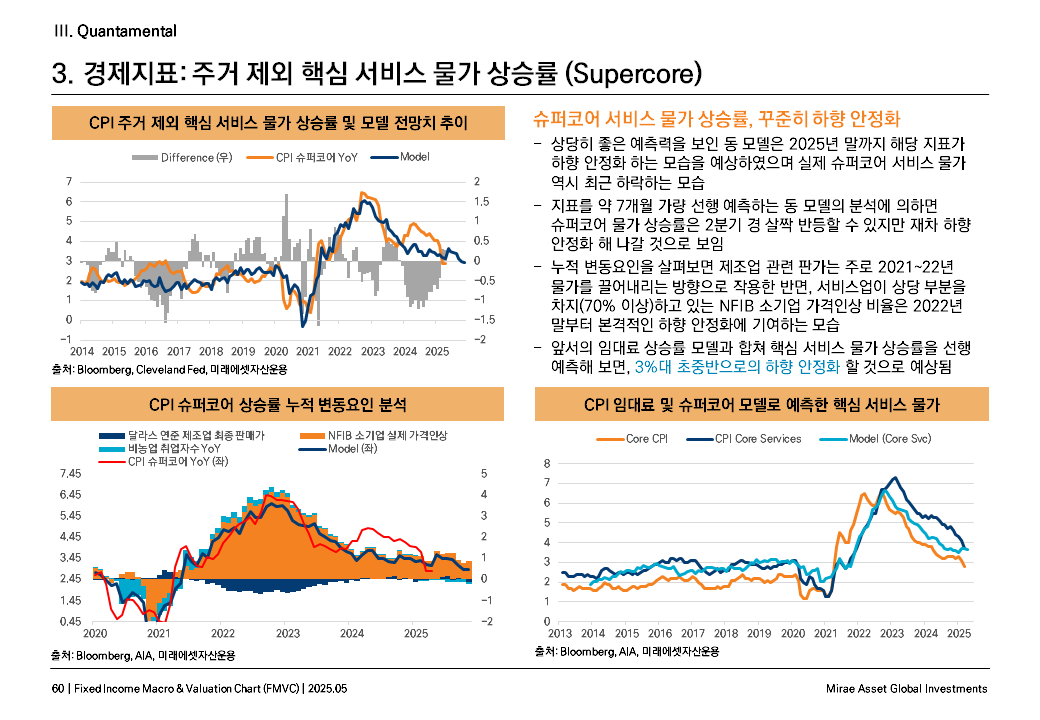 III. Quantamental
3. 경제지표: 주거 제외 핵심 서비스 물가 상승률 (Supercore)
CPI 주거 제외 핵심 서비스 물가 상승률 및 모델 전망치 추이
Difference (우) CPI 슈퍼코어 YoY Model
7
6
5
4
3
2
1
0
−1
2
1.5
1
0.5
0
−0.5
−1
−1.5
−2
2014 2015 2016 2017 2018 2019 2020 2021 2022 2023 2024 2025
출처: Bloomberg, Cleveland Fed, 미래에셋자산운용
슈퍼코어 서비스 물가 상승률, 꾸준히 하향 안정화
− 상당히 좋은 예측력을 보인 동 모델은 2025년 말까지 해당 지표가
하향 안정화 하는 모습을 예상하였으며 실제 슈퍼코어 서비스 물가
역시 최근 하락하는 모습
− 지표를 약 7개월 가량 선행 예측하는 동 모델의 분석에 의하면
슈퍼코어 물가 상승률은 2분기 경 살짝 반등할 수 있지만 재차 하향
안정화 해 나갈 것으로 보임
− 누적 변동요인을 살펴보면 제조업 관련 판가는 주로 2021~22년
물가를 끌어내리는 방향으로 작용한 반면, 서비스업이 상당 부분을
차지(70% 이상)하고 있는 NFIB 소기업 가격인상 비율은 2022년
말부터 본격적인 하향 안정화에 기여하는 모습
− 앞서의 임대료 상승률 모델과 합쳐 핵심 서비스 물가 상승률을 선행
예측해 보면, 3%대 초중반으로의 하향 안정화 할 것으로 예상됨
CPI 슈퍼코어 상승률 누적 변동요인 분석
달라스 연준 제조업 최종 판매가 NFIB 소기업 실제 가격인상
비농업 취업자수 YoY Model (좌)
CPI 슈퍼코어 YoY (좌)
7.45
6.45
5.45
4.45
3.45
2.45
1.45
0.45
5
4
3
2
1
0
−1
−2
2020 2021 2022 2023 2024 2025
출처: Bloomberg, AIA, 미래에셋자산운용
CPI 임대료 및 슈퍼코어 모델로 예측한 핵심 서비스 물가
Core CPI CPI Core Services Model (Core Svc)
8
7
6
5
4
3
2
1
0
2013 2014 2015 2016 2017 2018 2019 2020 2021 2022 2023 2024 2025
출처: Bloomberg, AIA, 미래에셋자산운용
60 | Fixed Income Macro & Valuation Chart (FMVC) | 2025.05
Mirae Asset Global Investments